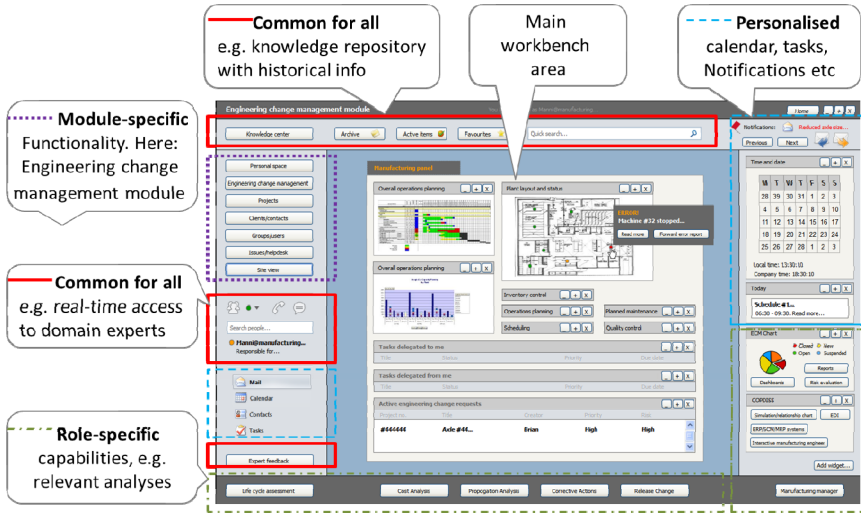 Common for all
e.g. knowledge repository
with historical info
Main
workbench
area
Personalised
calendar, tasks,
Notifications etc
Module-specific
Functionality. Here:
Engineering change
management module
Common for all
e.g. real-time access
to domain experts
Role-specific
capabilities, e.g.
relevant analyses
Engineering change management module
Home
_ + X
Knowledge center
Archive
Active items
Favourites
Quick search...
Notifications:
Reduced axle size...
Previous
Next
Personal space
Engineering change management
Projects
Clients/contacts
Groups/users
Issues/helpdesk
Site view
Search people...
Manni@manufacturing...
Responsible for...
Mail
Calendar
Contacts
Tasks
Expert feedback
Manufacturing panel
Overall operations planning
_ + X
Plant layout and status
_ + X
ERROR!
Machine #32 stopped...
Read more
Forward error report
Overall operations planning
_ + X
Inventory control
_ + X
Operations planning
_ + X
Planned maintenance
_ + X
Scheduling
_ + X
Quality control
_ + X
Tasks delegated to me
_ + X
Title Status Priority Due date
Tasks delegated from me
_ + X
Title Status Priority Due date
Active engineering change requests
_ + X
Project no. Title Creator Priority Risk
#444444 Axle #44... Brian High High
Time and date
_ + X
M T W T F S S
28 29 30 31 1 2 3
4 5 6 7 8 9 10
11 12 13 14 15 16 17
18 19 20 21 22 23 24
25 26 27 28 1 2 3
Local time: 13:30:10
Company time: 18:30:10
Today
_ + X
Schedule #1...
06:30 - 09:30. Read more...
ECM Chart
_ + X
Closed
New
Open
Suspended
Reports
Dashboards
Risk evaluation
COPDISS
_ + X
Simulation/relationship chart
EDI
ERP/SCM/MRP systems
Interactive manufacturing engineer
Add widget...
Life cycle assessment
Cost Analysis
Propogation Analysis
Corrective Actions
Release Change
Manufacturing manager